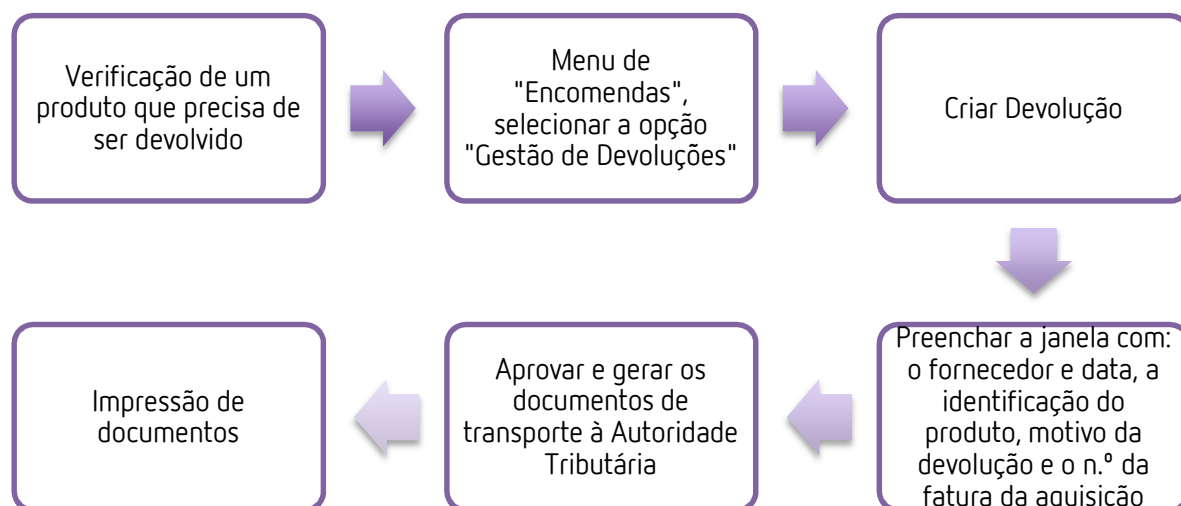 Verificação de um
produto que precisa de
ser devolvido
Menu de
"Encomendas",
selecionar a opção
"Gestão de Devoluções"
Criar Devolução
Preenchar a janela com:
o fornecedor e data, a
identificação do
produto, motivo da
devolução e o n.º da
fatura da aquisição
Aprovar e gerar os
documentos de
transporte à Autoridade
Tributária
Impressão de
documentos